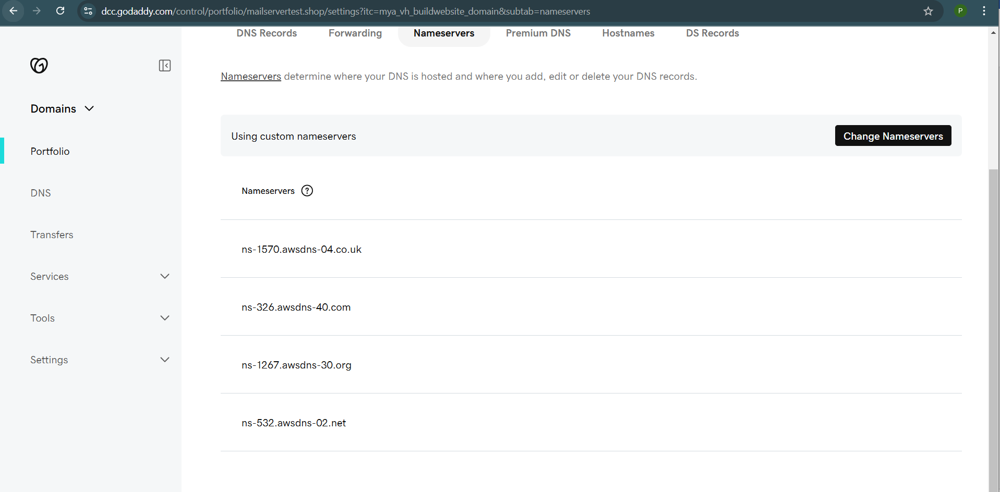 dcc.godaddy.com/control/portfolio/mailservertest.shop/settings?itc=mya_vh_buildwebsite_domain&subtab=nameservers
P
DNS Records Forwarding Nameservers Premium DNS Hostnames DS Records
Nameservers determine where your DNS is hosted and where you add, edit or delete your DNS records.
Domains
Portfolio
DNS
Transfers
Services
Tools
Settings
Using custom nameservers
Change Nameservers
Nameservers ?
ns-1570.awsdns-04.co.uk
ns-326.awsdns-40.com
ns-1267.awsdns-30.org
ns-532.awsdns-02.net